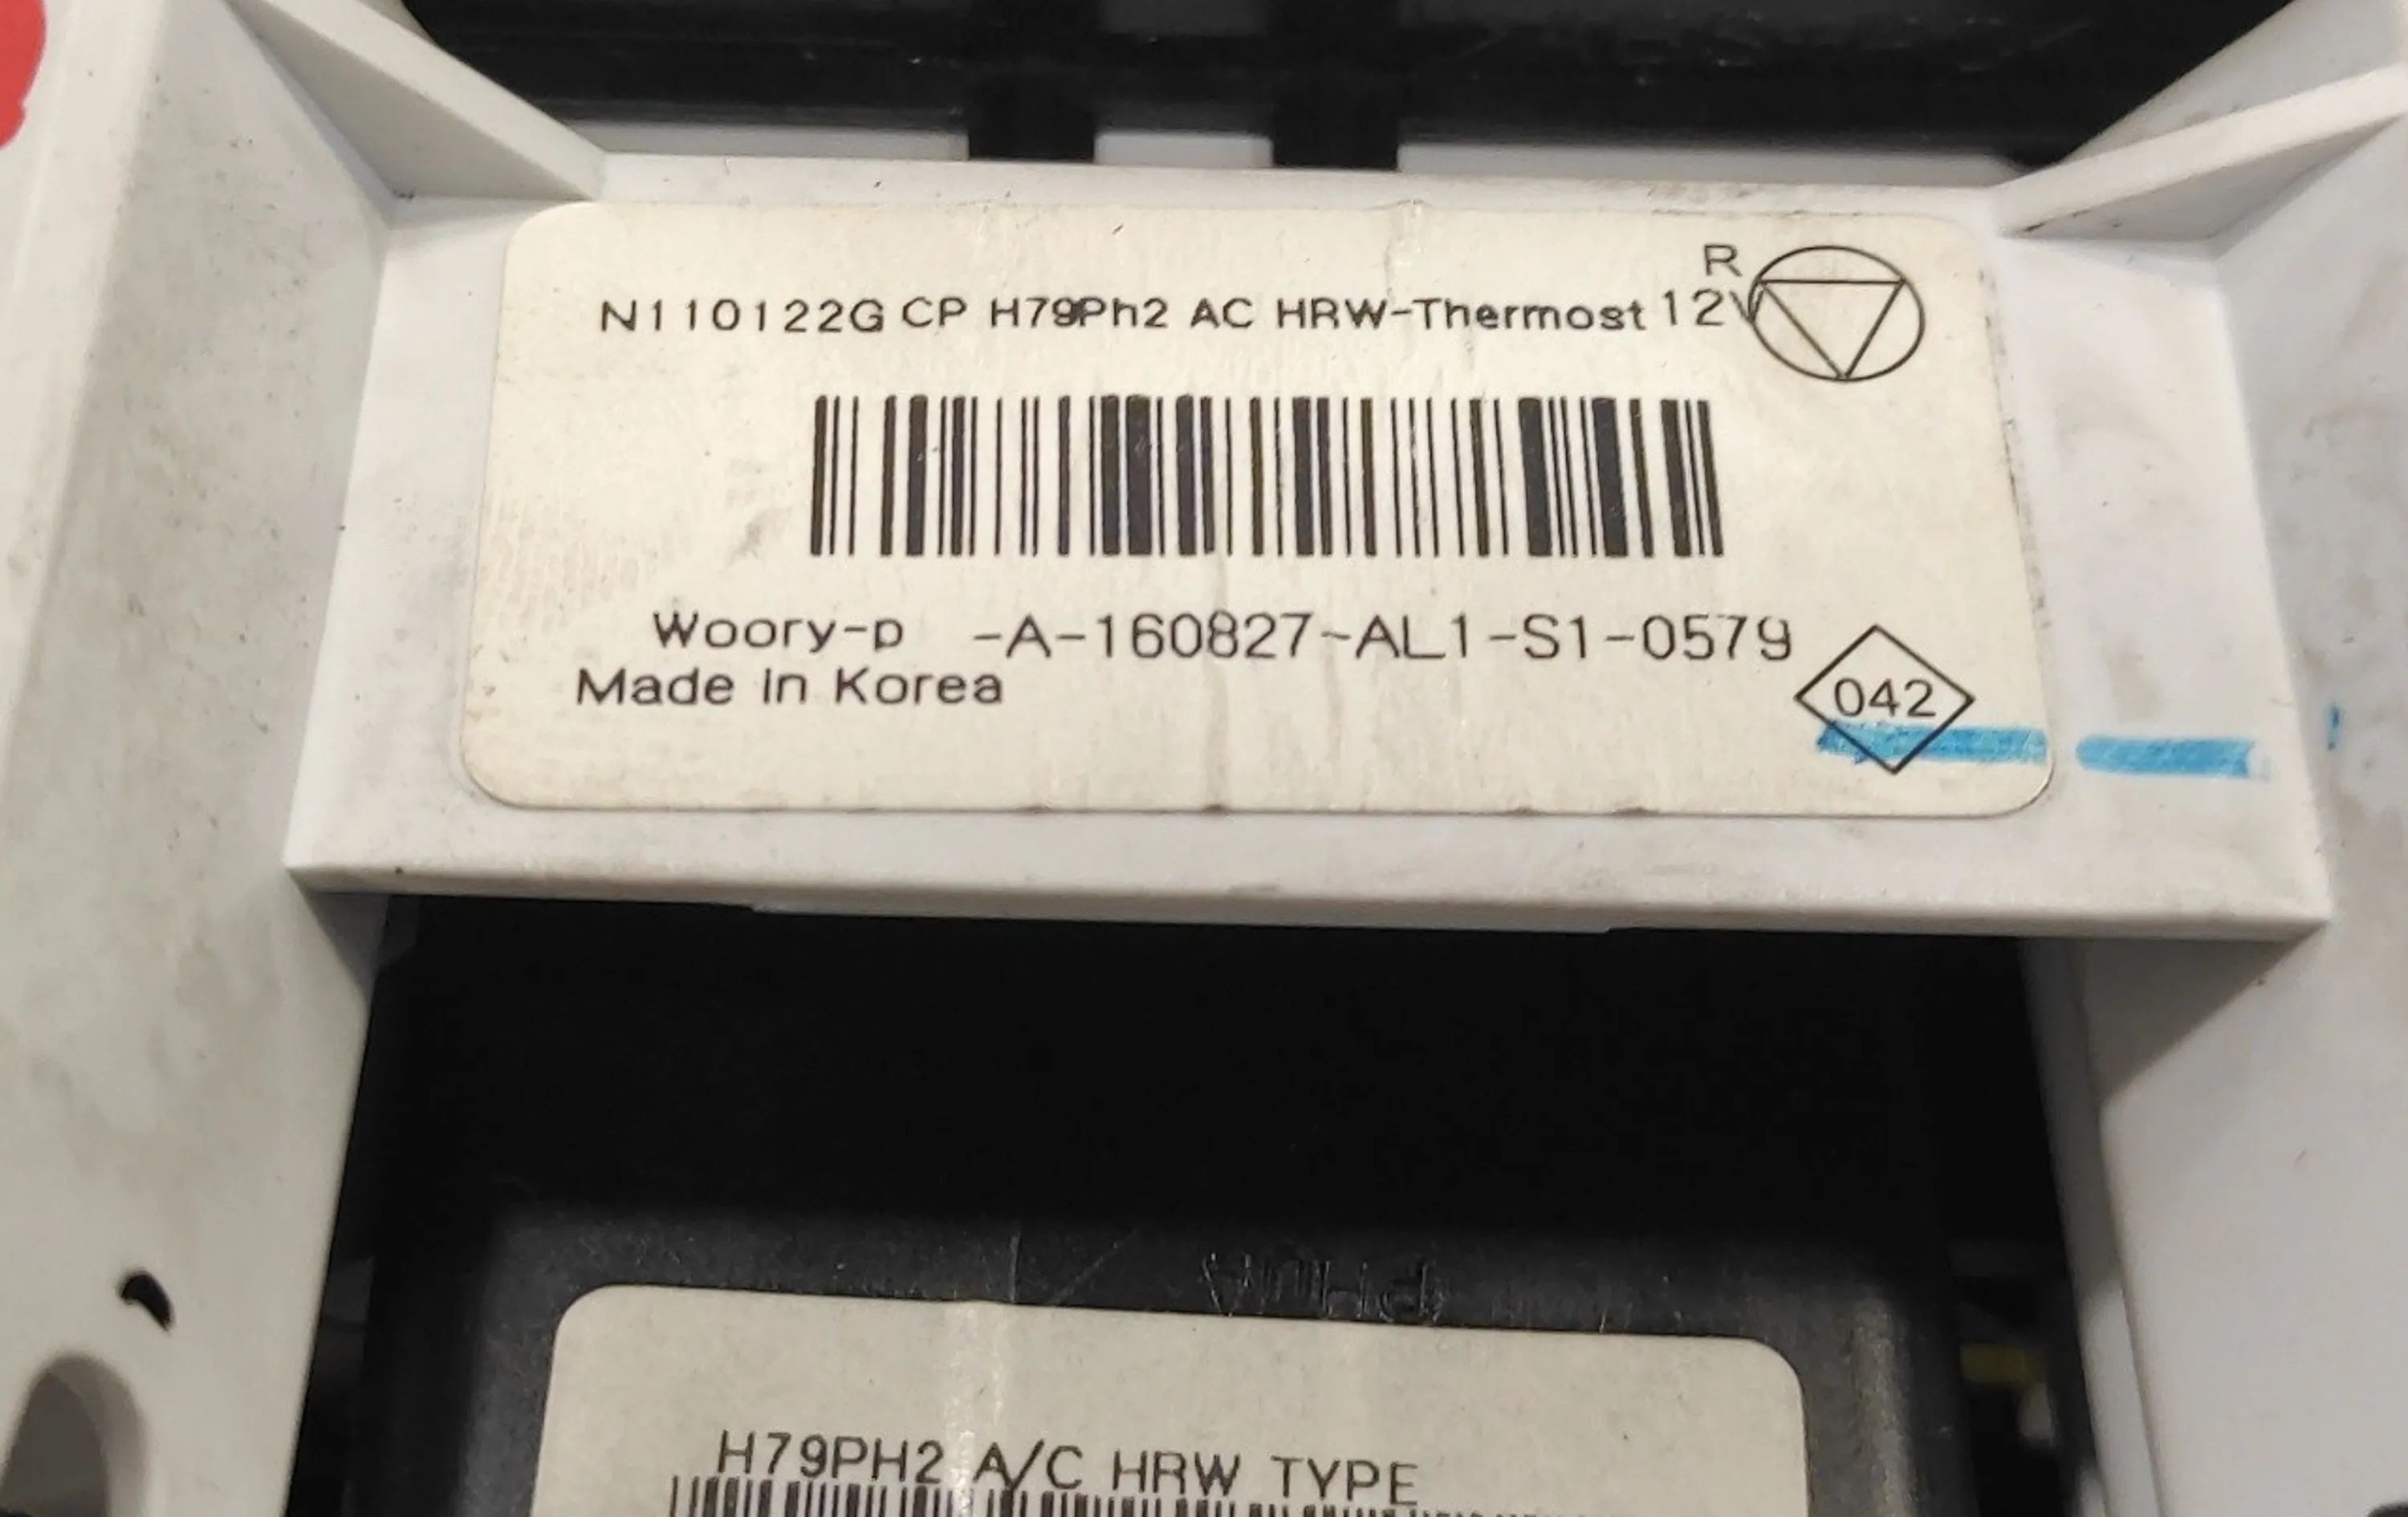 R
N110122G CP H79Ph2 AC HRW-Thermost 12V
Woory-p -A-160827-AL1-S1-0579
Made in Korea
042
H79PH2 A/C HRW TYPE